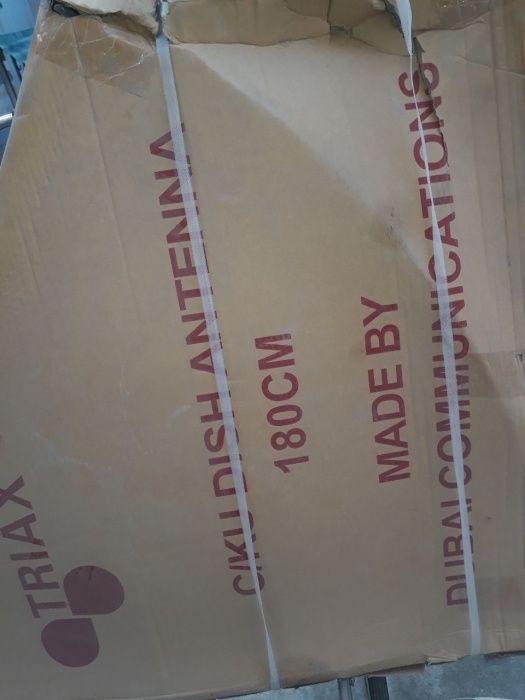 TRIAX
C/KU DISH ANTENNA
180CM
MADE BY
DUBAI COMMUNICATIONS